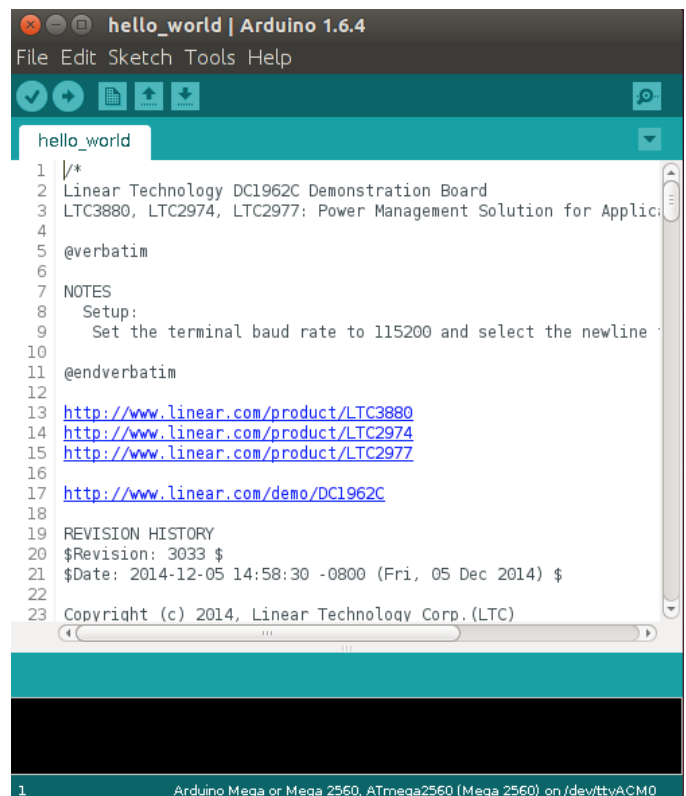 hello_world | Arduino 1.6.4
File Edit Sketch Tools Help
hello_world
1 /*
2 Linear Technology DC1962C Demonstration Board
3 LTC3880, LTC2974, LTC2977: Power Management Solution for
4
5 @verbatim
6
7 NOTES
8 Setup:
9 Set the terminal baud rate to 115200 and select the newline
10
11 @endverbatim
12
13 http://www.linear.com/product/LTC3880
14 http://www.linear.com/product/LTC2974
15 http://www.linear.com/product/LTC2977
16
17 http://www.linear.com/demo/DC1962C
18
19 REVISION HISTORY
20 $Revision: 3033 $
21 $Date: 2014-12-05 14:58:30 -0800 (Fri, 05 Dec 2014) $
22
23 Copyright (c) 2014, Linear Technology Corp.(LTC)
1 Arduino Mega or Mega 2560, ATmega2560 (Mega 2560) on /dev/ttyACM0